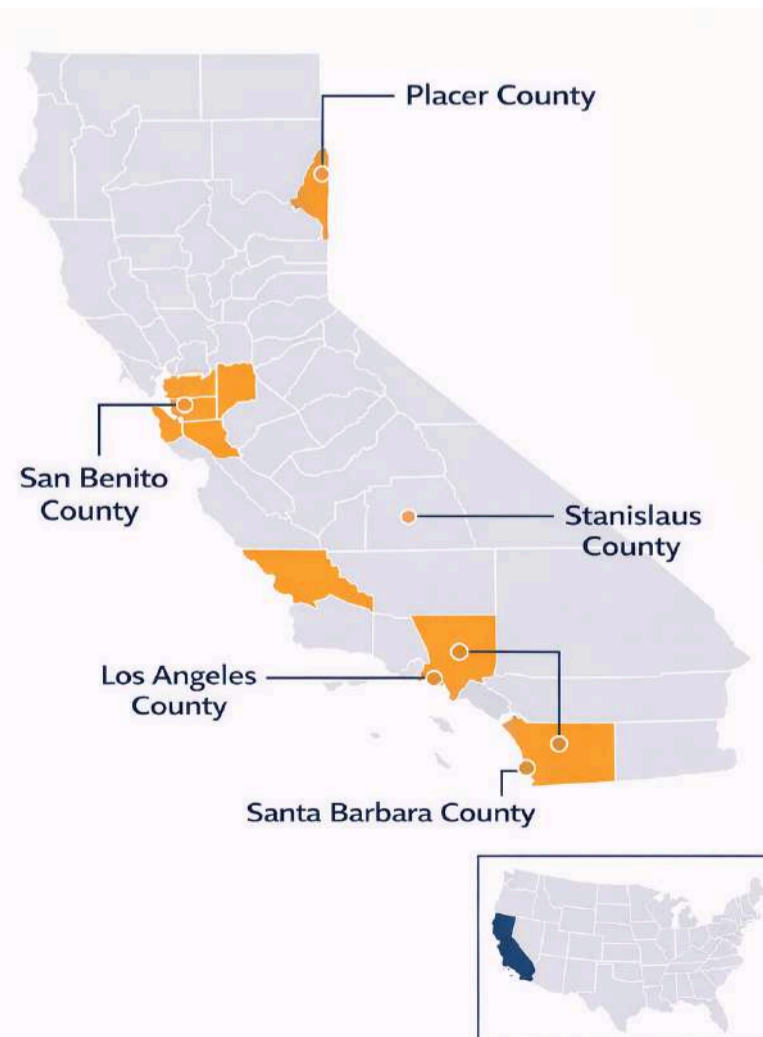 Placer County
San Benito
County
Stanislaus
County
Los Angeles
County
Santa Barbara County